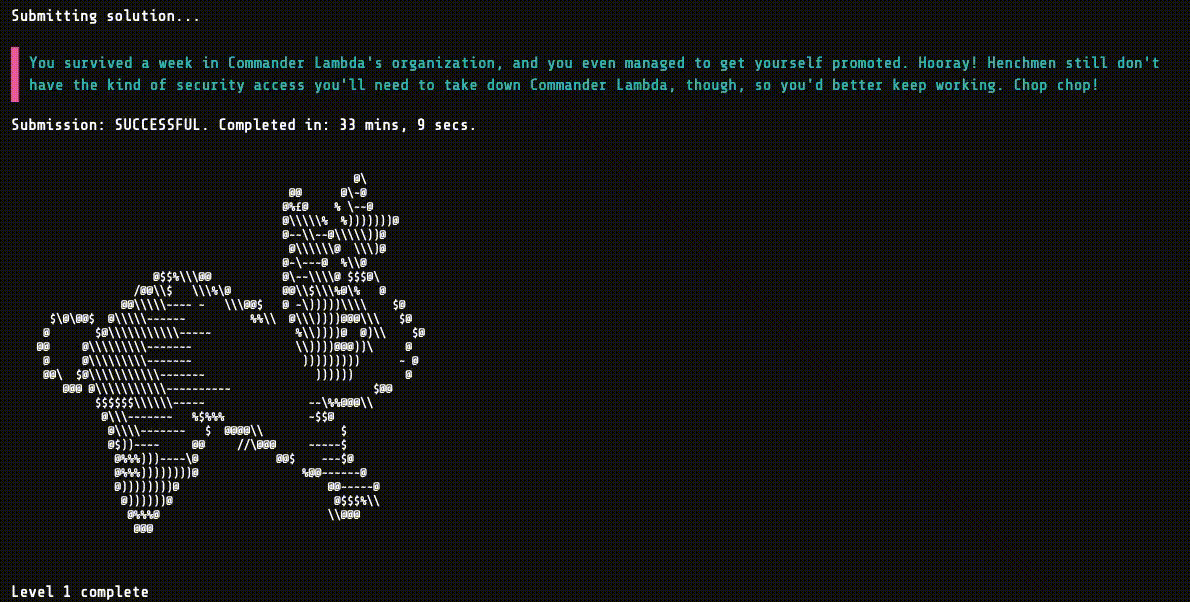 Submitting solution...
You survived a week in Commander Lambda's organization, and you even managed to get yourself promoted. Hooray! Henchmen still don't
have the kind of security access you'll need to take down Commander Lambda, though, so you'd better keep working. Chop chop!
Submission: SUCCESSFUL. Completed in: 33 mins, 9 secs.
Level 1 complete